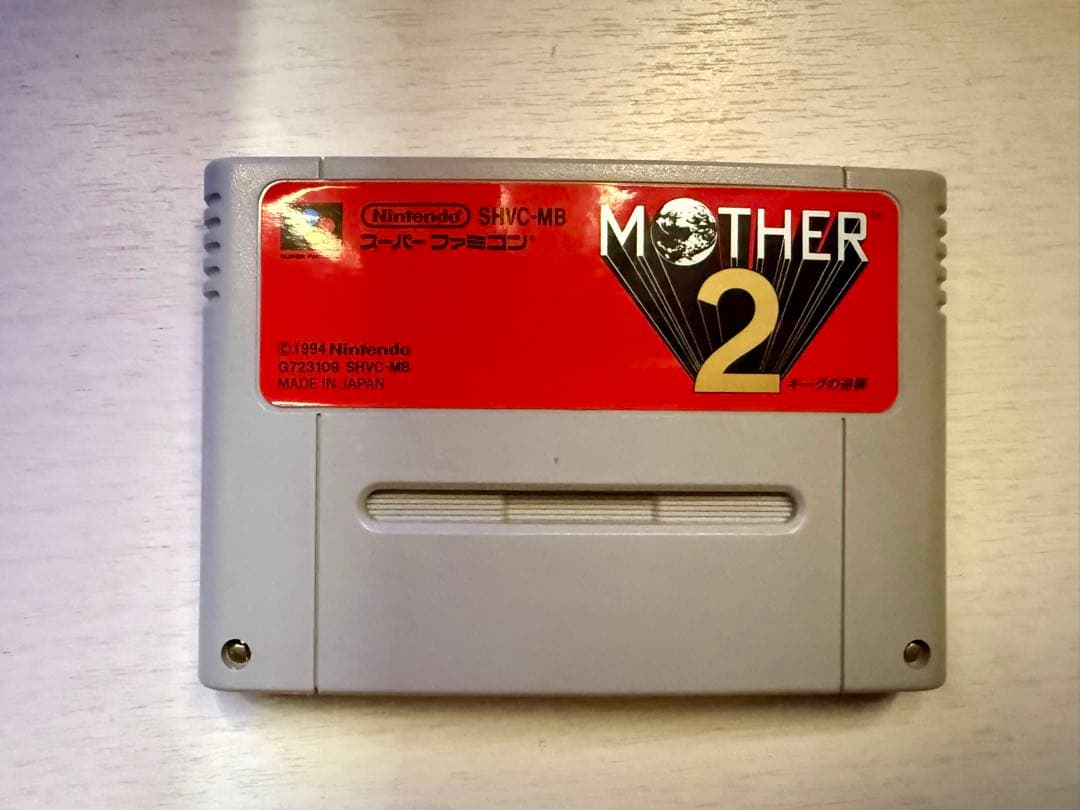 Nintendo SHVC-MB
スーパー ファミコン®
SUPER
MOTHER
2
ギーグの逆襲
©1994 Nintendo
G723109 SHVC-MB
MADE IN JAPAN